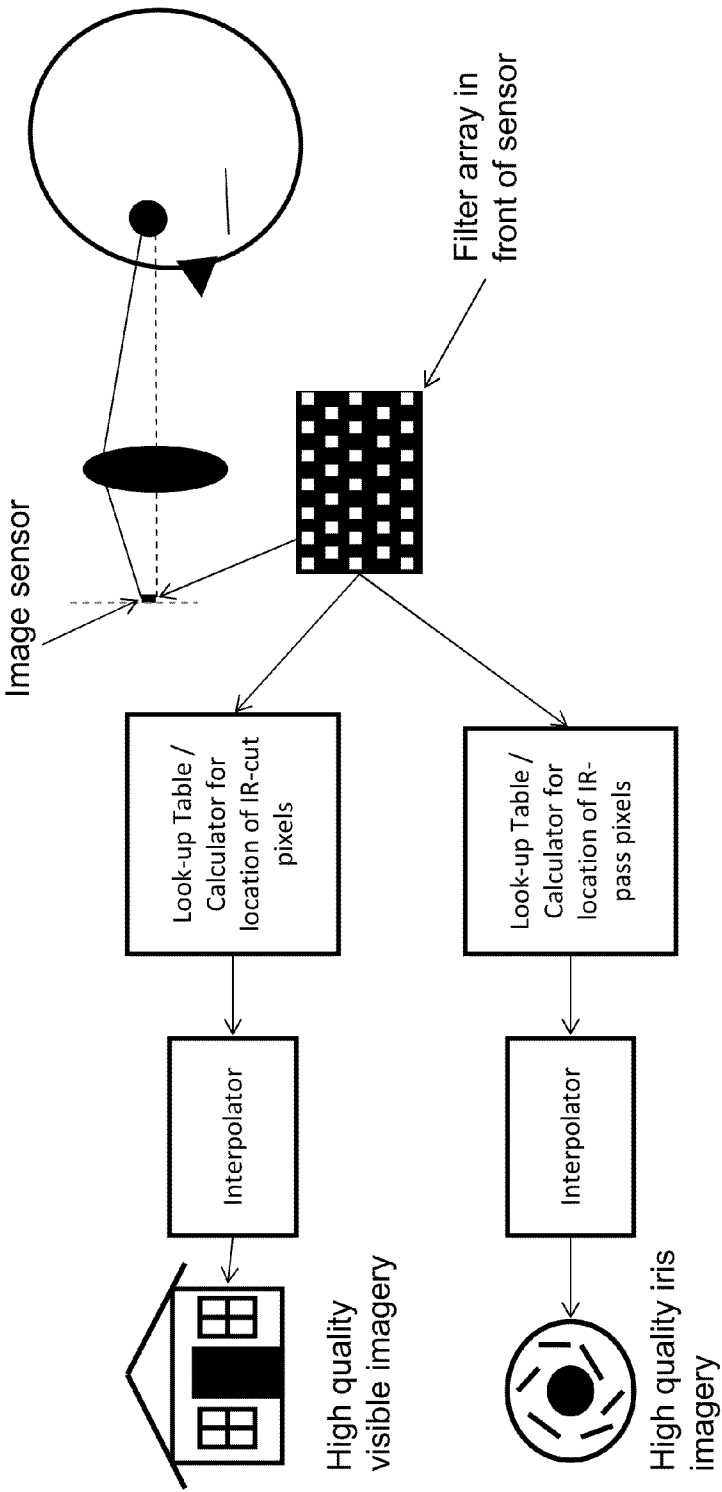 Image sensor
Filter array in
front of sensor
Look-up Table /
Calculator for
location of IR-cut
pixels
Look-up Table /
Calculator for
location of IR-
pass pixels
Interpolator
Interpolator
High quality
visible imagery
High quality iris
imagery